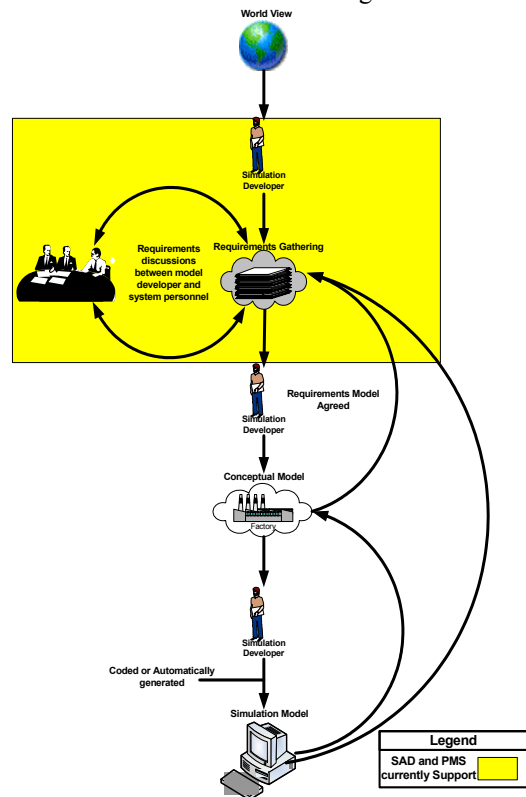 World View
Simulation
Developer
Requirements Gathering
Requirements
discussions
between model
developer and
system personnel
Requirements Model
Agreed
Simulation
Developer
Conceptual Model
Factory
Simulation
Developer
Coded or Automatically
generated
Simulation Model
Legend
SAD and PMS
currently Support